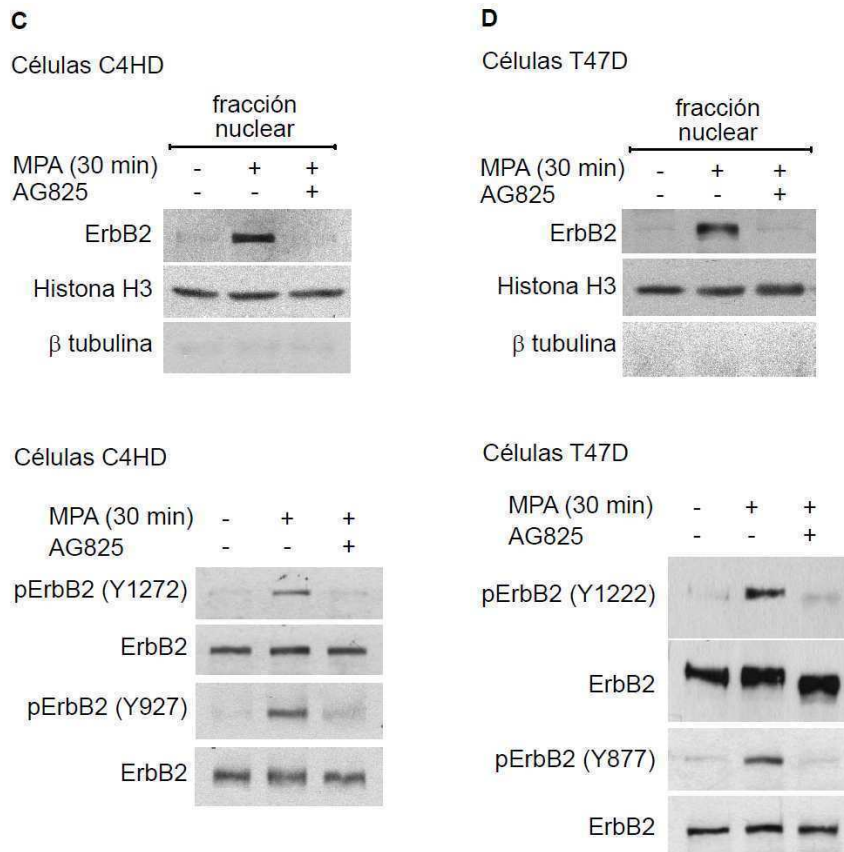 C
Células C4HD
fracción
nuclear
MPA (30 min) - + +
AG825 - - +
ErbB2
Histona H3
β tubulina
Células C4HD
MPA (30 min) - + +
AG825 - - +
pErbB2 (Y1272)
ErbB2
pErbB2 (Y927)
ErbB2
D
Células T47D
fracción
nuclear
MPA (30 min) - + +
AG825 - - +
ErbB2
Histona H3
β tubulina
Células T47D
MPA (30 min) - + +
AG825 - - +
pErbB2 (Y1222)
ErbB2
pErbB2 (Y877)
ErbB2